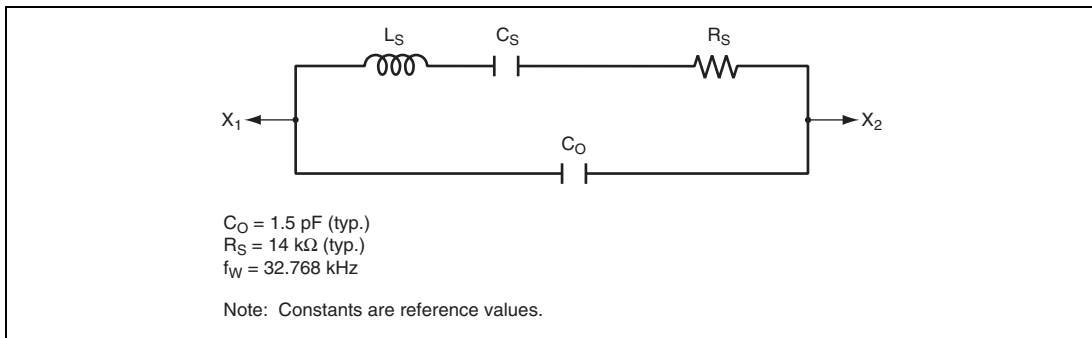 L_S C_S R_S
X_1 X_2
C_O
C_O = 1.5 pF (typ.)
R_S = 14 kΩ (typ.)
f_W = 32.768 kHz
Note: Constants are reference values.